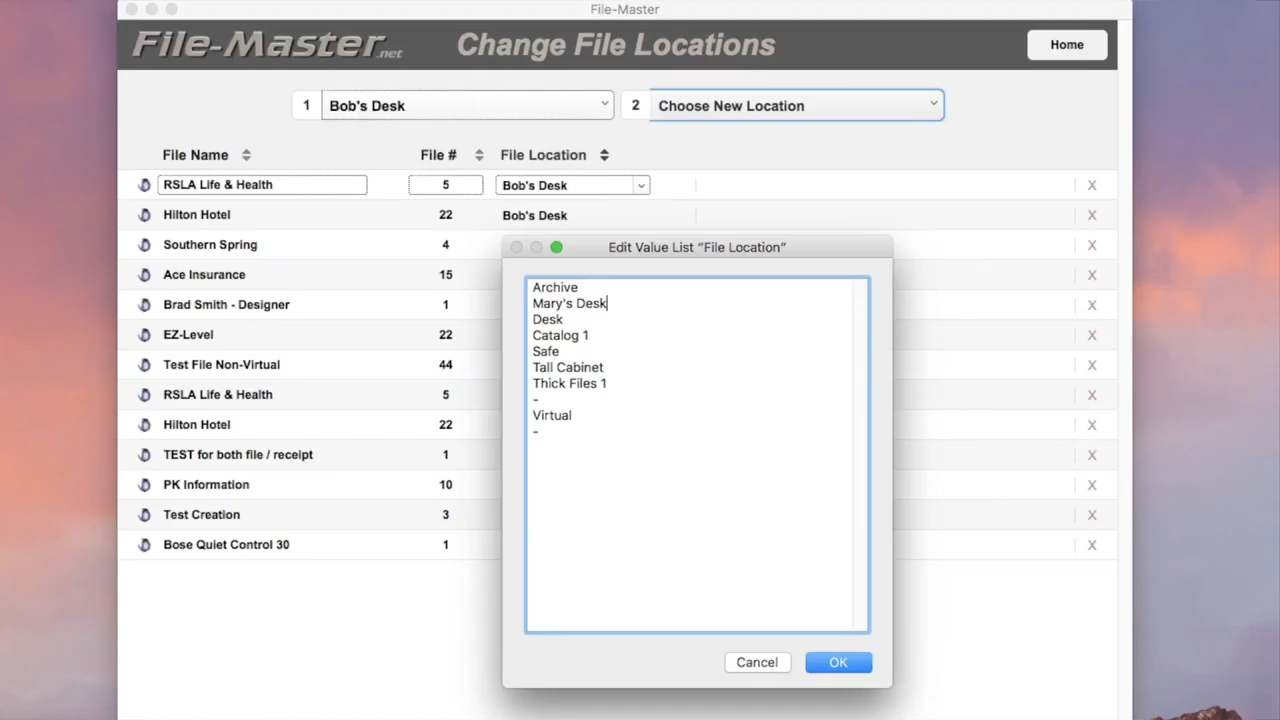 File-Master
File-Master.net
Change File Locations
Home
1 Bob's Desk 2 Choose New Location
File Name File # File Location
RSLA Life & Health 5 Bob's Desk X
Hilton Hotel 22 Bob's Desk X
Southern Spring 4 X
Ace Insurance 15 X
Brad Smith - Designer 1 X
EZ-Level 22 X
Test File Non-Virtual 44 X
RSLA Life & Health 5 X
Hilton Hotel 22 X
TEST for both file / receipt 1 X
PK Information 10 X
Test Creation 3 X
Bose Quiet Control 30 1 X
Edit Value List “File Location”
Archive
Mary's Desk
Desk
Catalog 1
Safe
Tall Cabinet
Thick Files 1
-
Virtual
-
Cancel OK